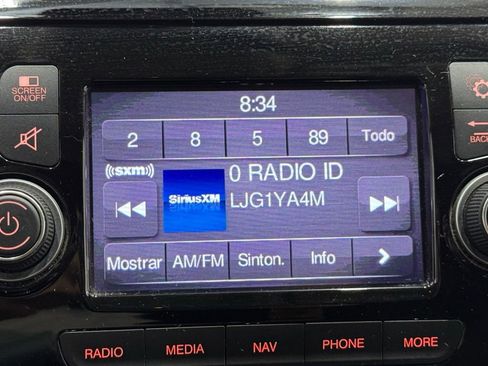 SCREEN
ON/OFF
8:34
2 8 5 89 Todo
((sxm))
0 RADIO ID
SiriusXM
LJG1YA4M
Mostrar AM/FM Sinton. Info
BACK
RADIO MEDIA NAV PHONE MORE